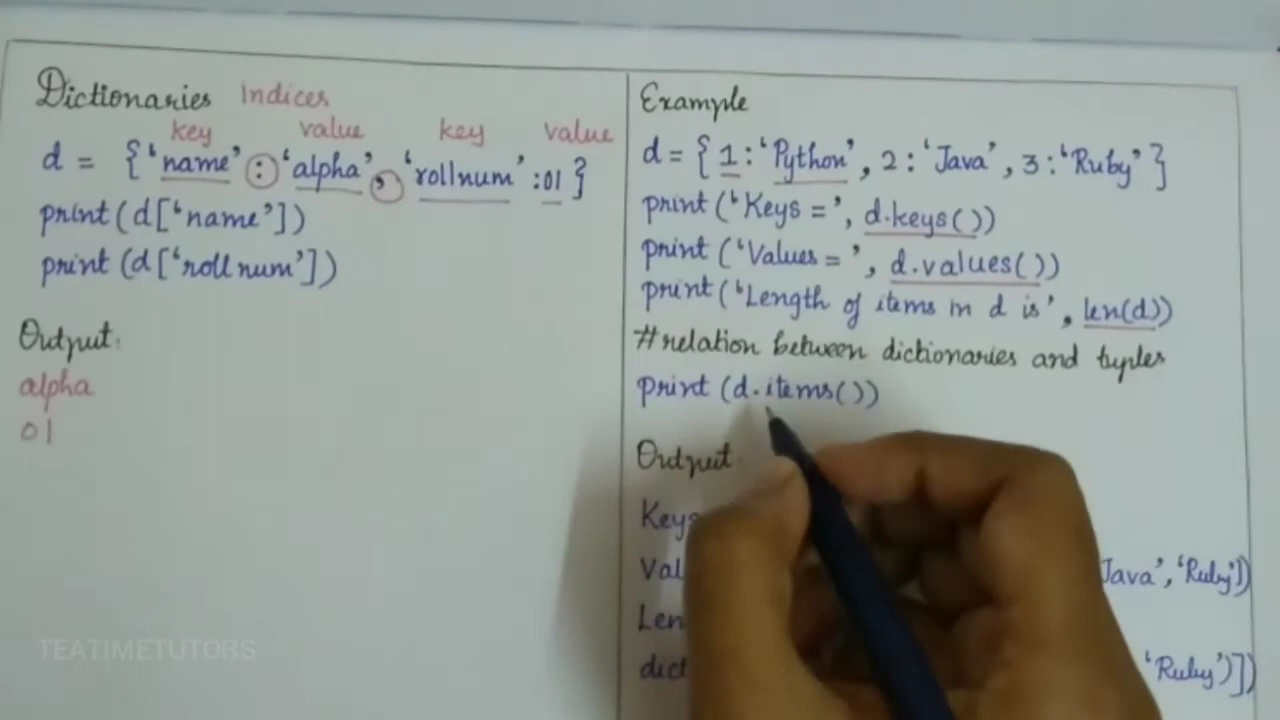 Dictionaries Indices
key value key value
d = {'name' : 'alpha', 'rollnum' : 01}
print(d['name'])
print(d['rollnum'])
Output:
alpha
01
TEATIMETUTORS
Example
d = {1: 'Python', 2: 'Java', 3: 'Ruby'}
print('Keys =', d.keys())
print('Values = ', d.values())
print('Length of items in d is', len(d))
#relation between dictionaries and tuples
print (d.items())
Output:
Keys
Val Java', 'Ruby'])
Len
dict 'Ruby')])